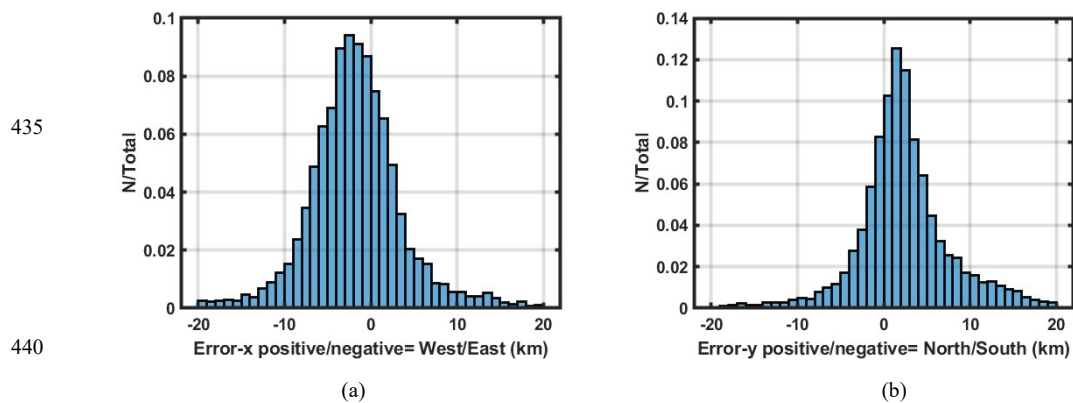 435
440
0.1
0.08
0.06
0.04
0.02
0
N/Total
-20 -10 0 10 20
Error-x positive/negative= West/East (km)
(a)
0.14
0.12
0.1
0.08
0.06
0.04
0.02
0
N/Total
-20 -10 0 10 20
Error-y positive/negative= North/South (km)
(b)